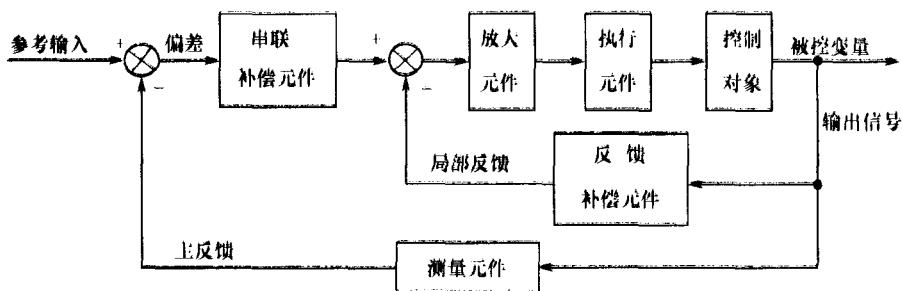 参考输入
+
-
偏差
串联
补偿元件
+
-
放大
元件
执行
元件
控制
对象
被控变量
输出信号
局部反馈
反馈
补偿元件
主反馈
测量元件